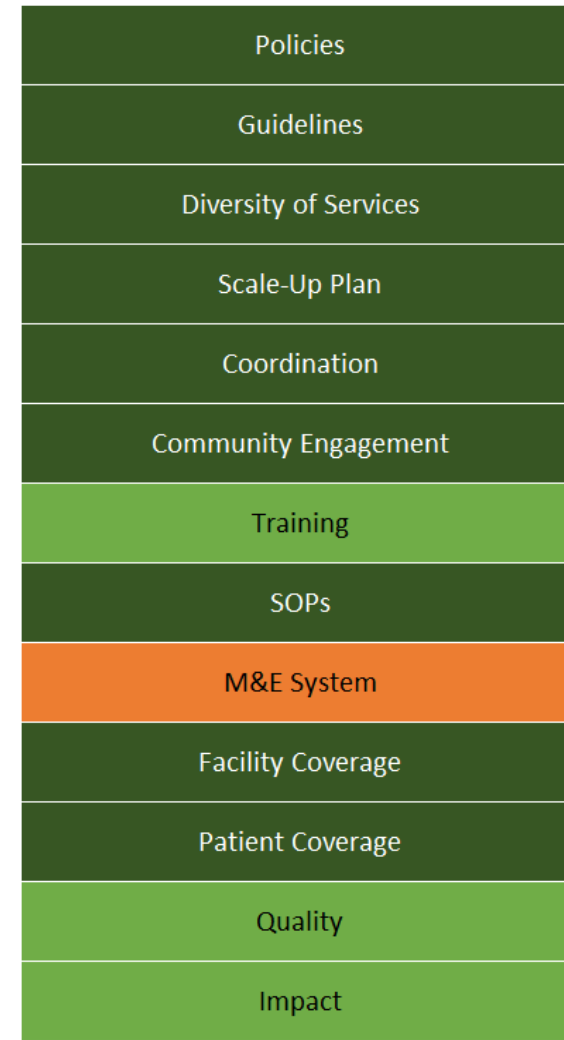 Policies
Guidelines
Diversity of Services
Scale-Up Plan
Coordination
Community Engagement
Training
SOPs
M&E System
Facility Coverage
Patient Coverage
Quality
Impact